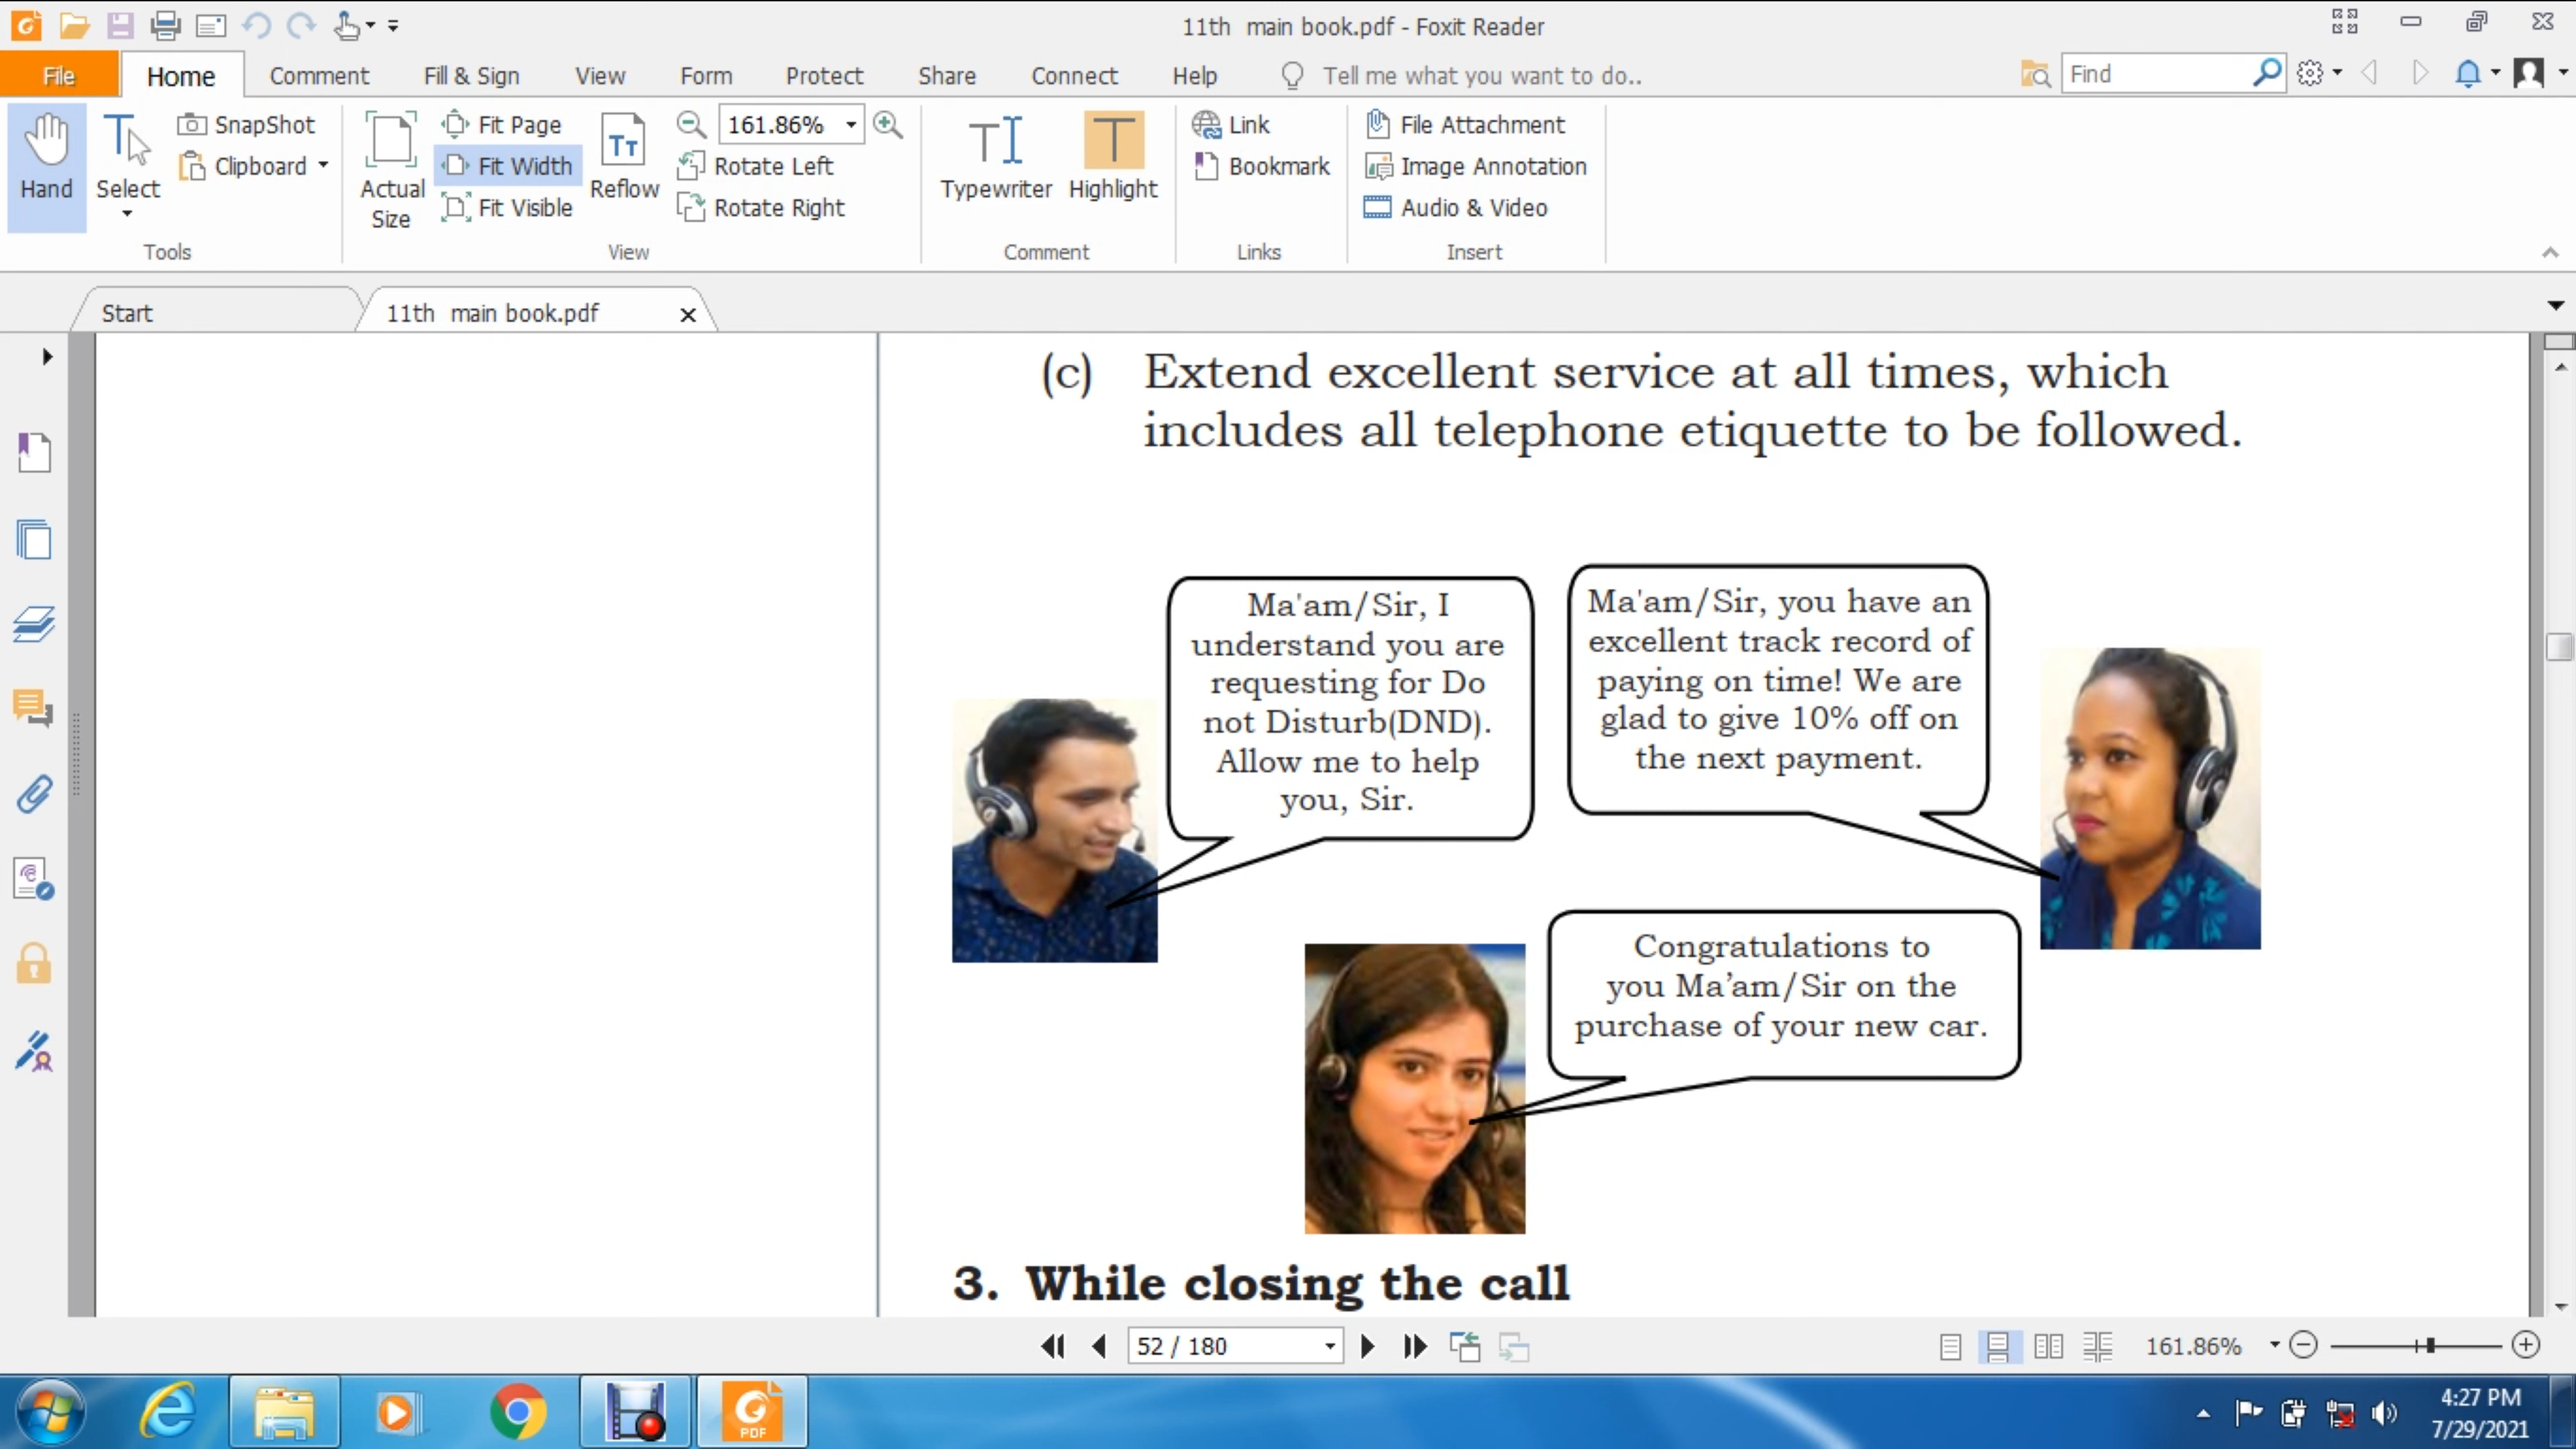 11th main book.pdf - Foxit Reader
File Home Comment Fill & Sign View Form Protect Share Connect Help Tell me what you want to do.. Find
Hand
Select
SnapShot
Clipboard
Tools
Actual
Size
Fit Page
Fit Width
Fit Visible
Reflow
161.86%
Rotate Left
Rotate Right
View
Typewriter
Highlight
Comment
Link
Bookmark
Links
File Attachment
Image Annotation
Audio & Video
Insert
Start
11th main book.pdf
(c) Extend excellent service at all times, which
includes all telephone etiquette to be followed.
Ma'am/Sir, I
understand you are
requesting for Do
not Disturb(DND).
Allow me to help
you, Sir.
Ma'am/Sir, you have an
excellent track record of
paying on time! We are
glad to give 10% off on
the next payment.
Congratulations to
you Ma’am/Sir on the
purchase of your new car.
3. While closing the call
52 / 180
161.86%
PDF
4:27 PM
7/29/2021